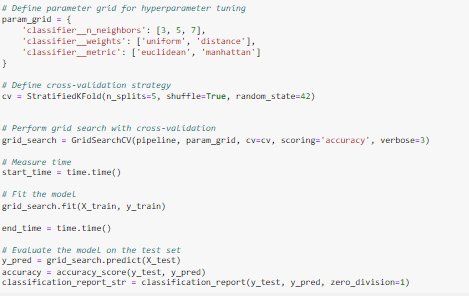 # Define parameter grid for hyperparameter tuning
param_grid = {
    'classifier__n_neighbors': [3, 5, 7],
    'classifier__weights': ['uniform', 'distance'],
    'classifier__metric': ['euclidean', 'manhattan']
}
# Define cross-validation strategy
cv = StratifiedKFold(n_splits=5, shuffle=True, random_state=42)
# Perform grid search with cross-validation
grid_search = GridSearchCV(pipeline, param_grid, cv=cv, scoring='accuracy', verbose=3)
# Measure time
start_time = time.time()
# Fit the model
grid_search.fit(X_train, y_train)
end_time = time.time()
# Evaluate the model on the test set
y_pred = grid_search.predict(X_test)
accuracy = accuracy_score(y_test, y_pred)
classification_report_str = classification_report(y_test, y_pred, zero_division=1)